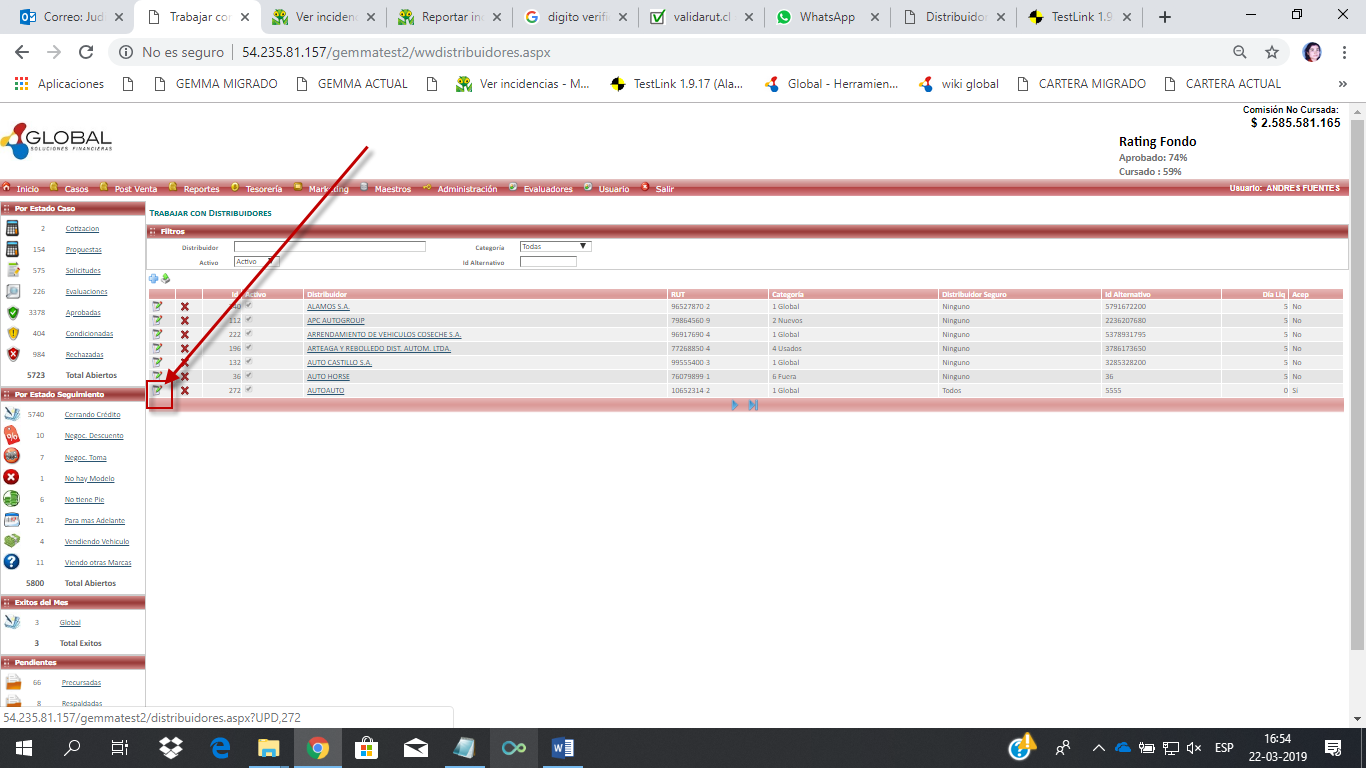 Correo: Jud
Trabajar co
Ver inciden
Reportar in
digito verifi
validarut.cl
WhatsApp
Distribuidor
TestLink 1.9
No es seguro
54.235.81.157/gemmatest2/wwdistribuidores.aspx
Aplicaciones
GEMMA MIGRADO
GEMMA ACTUAL
Ver incidencias - M...
TestLink 1.9.17 (Ala...
Global - Herramien...
wiki global
CARTERA MIGRADO
CARTERA ACTUAL
»
Comisión No Cursada:
$ 2.585.581.165
GLOBAL
SOLUCIONES FINANCIERAS
Rating Fondo
Aprobado: 74%
Cursado : 59%
Inicio Casos Post Venta Reportes Tesorería Marketing Maestros Administración Evaluadores Usuario Salir Usuario: ANDRES FUENTES
Por Estado Caso
2 Cotizacion
154 Propuestas
575 Solicitudes
226 Evaluaciones
3378 Aprobadas
404 Condicionadas
984 Rechazadas
5723 Total Abiertos
Por Estado Seguimiento
5740 Cerrando Crédito
10 Negoc. Descuento
7 Negoc. Toma
1 No hay Modelo
6 No tiene Pie
21 Para mas Adelante
4 Vendiendo Vehiculo
11 Viendo otras Marcas
5800 Total Abiertos
Exitos del Mes
3 Global
3 Total Exitos
Pendientes
66 Precursadas
8 Respaldadas
TRABAJAR CON DISTRIBUIDORES
Filtros
Distribuidor Categoría Todas
Activo Activo Id Alternativo
Id Activo Distribuidor RUT Categoría Distribuidor Seguro Id Alternativo Día Liq Acep
ALAMOS S.A. 96527870 2 1 Global Ninguno 5791672200 5 No
112 APC AUTOGROUP 79864560 9 2 Nuevos Ninguno 2236207680 5 No
222 ARRENDAMIENTO DE VEHICULOS COSECHE S.A. 96917690 4 1 Global Ninguno 5378931795 5 No
196 ARTEAGA Y REBOLLEDO DIST. AUTOM. LTDA. 77268850 4 4 Usados Ninguno 3786173650 5 No
132 AUTO CASTILLO S.A. 99555400 3 1 Global Ninguno 3285328200 5 No
36 AUTO HORSE 76079899 1 6 Fuera Ninguno 36 5 No
272 AUTOAUTO 10652314 2 1 Global Todos 5555 0 Si
54.235.81.157/gemmatest2/distribuidores.aspx?UPD,272
ESP
16:54
22-03-2019